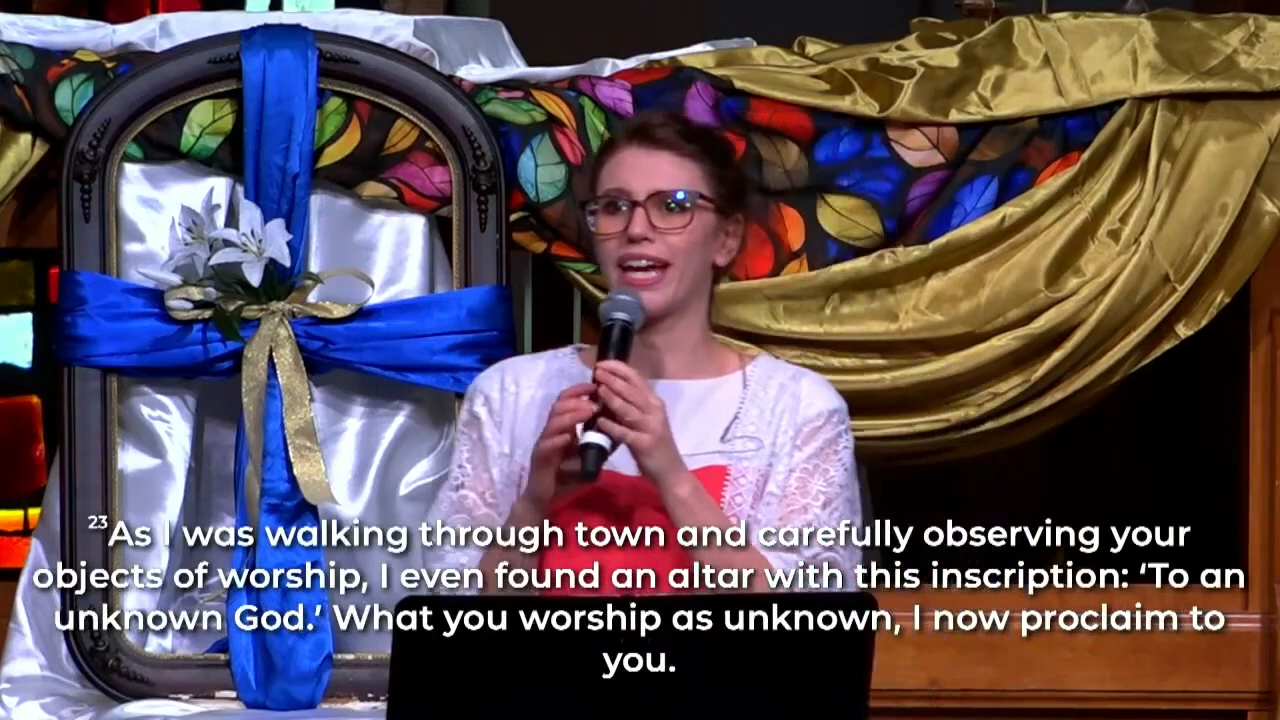 ²³As I was walking through town and carefully observing your
objects of worship, I even found an altar with this inscription: ‘To an
unknown God.’ What you worship as unknown, I now proclaim to
you.